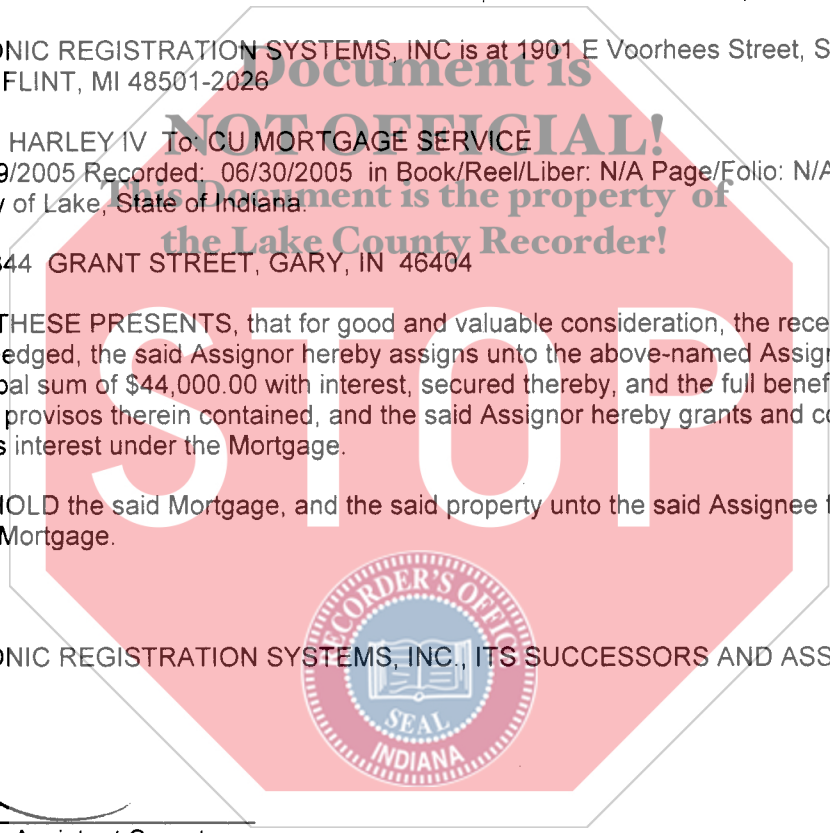 ONIC REGISTRATION SYSTEMS, INC is at 1901 E Voorhees Street, S
Document is
FLINT, MI 48501-2026
NOT OFFICIAL!
HARLEY IV To: CU MORTGAGE SERVICE
9/2005 Recorded: 06/30/2005 in Book/Reel/Liber: N/A Page/Folio: N/A
This Document is the property of
y of Lake, State of Indiana.
the Lake County Recorder!
644 GRANT STREET, GARY, IN 46404
THESE PRESENTS, that for good and valuable consideration, the rece
edged, the said Assignor hereby assigns unto the above-named Assign
pal sum of $44,000.00 with interest, secured thereby, and the full benef
provisos therein contained, and the said Assignor hereby grants and co
s interest under the Mortgage.
STOP
HOLD the said Mortgage, and the said property unto the said Assignee f
Mortgage.
RECORDER'S OFFIC
ONIC REGISTRATION SYSTEMS, INC., ITS SUCCESSORS AND ASS
SEAL
INDIANA